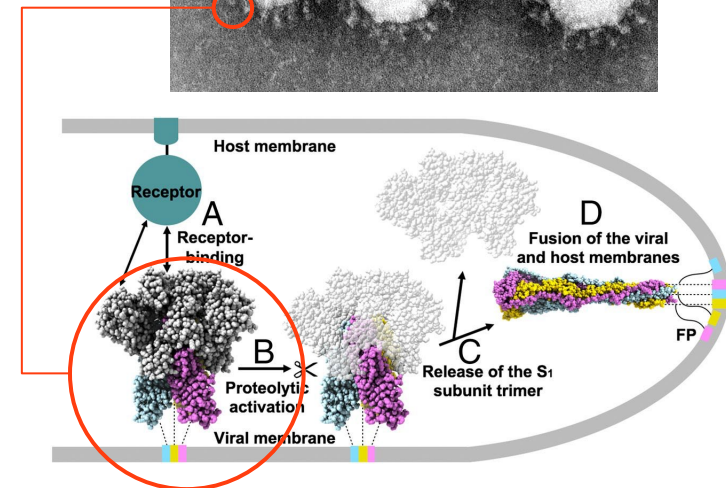 Host membrane
Receptor
A
Receptor-
binding
B
Proteolytic
activation
Viral membrane
C
Release of the S₁
subunit trimer
D
Fusion of the viral
and host membranes
FP